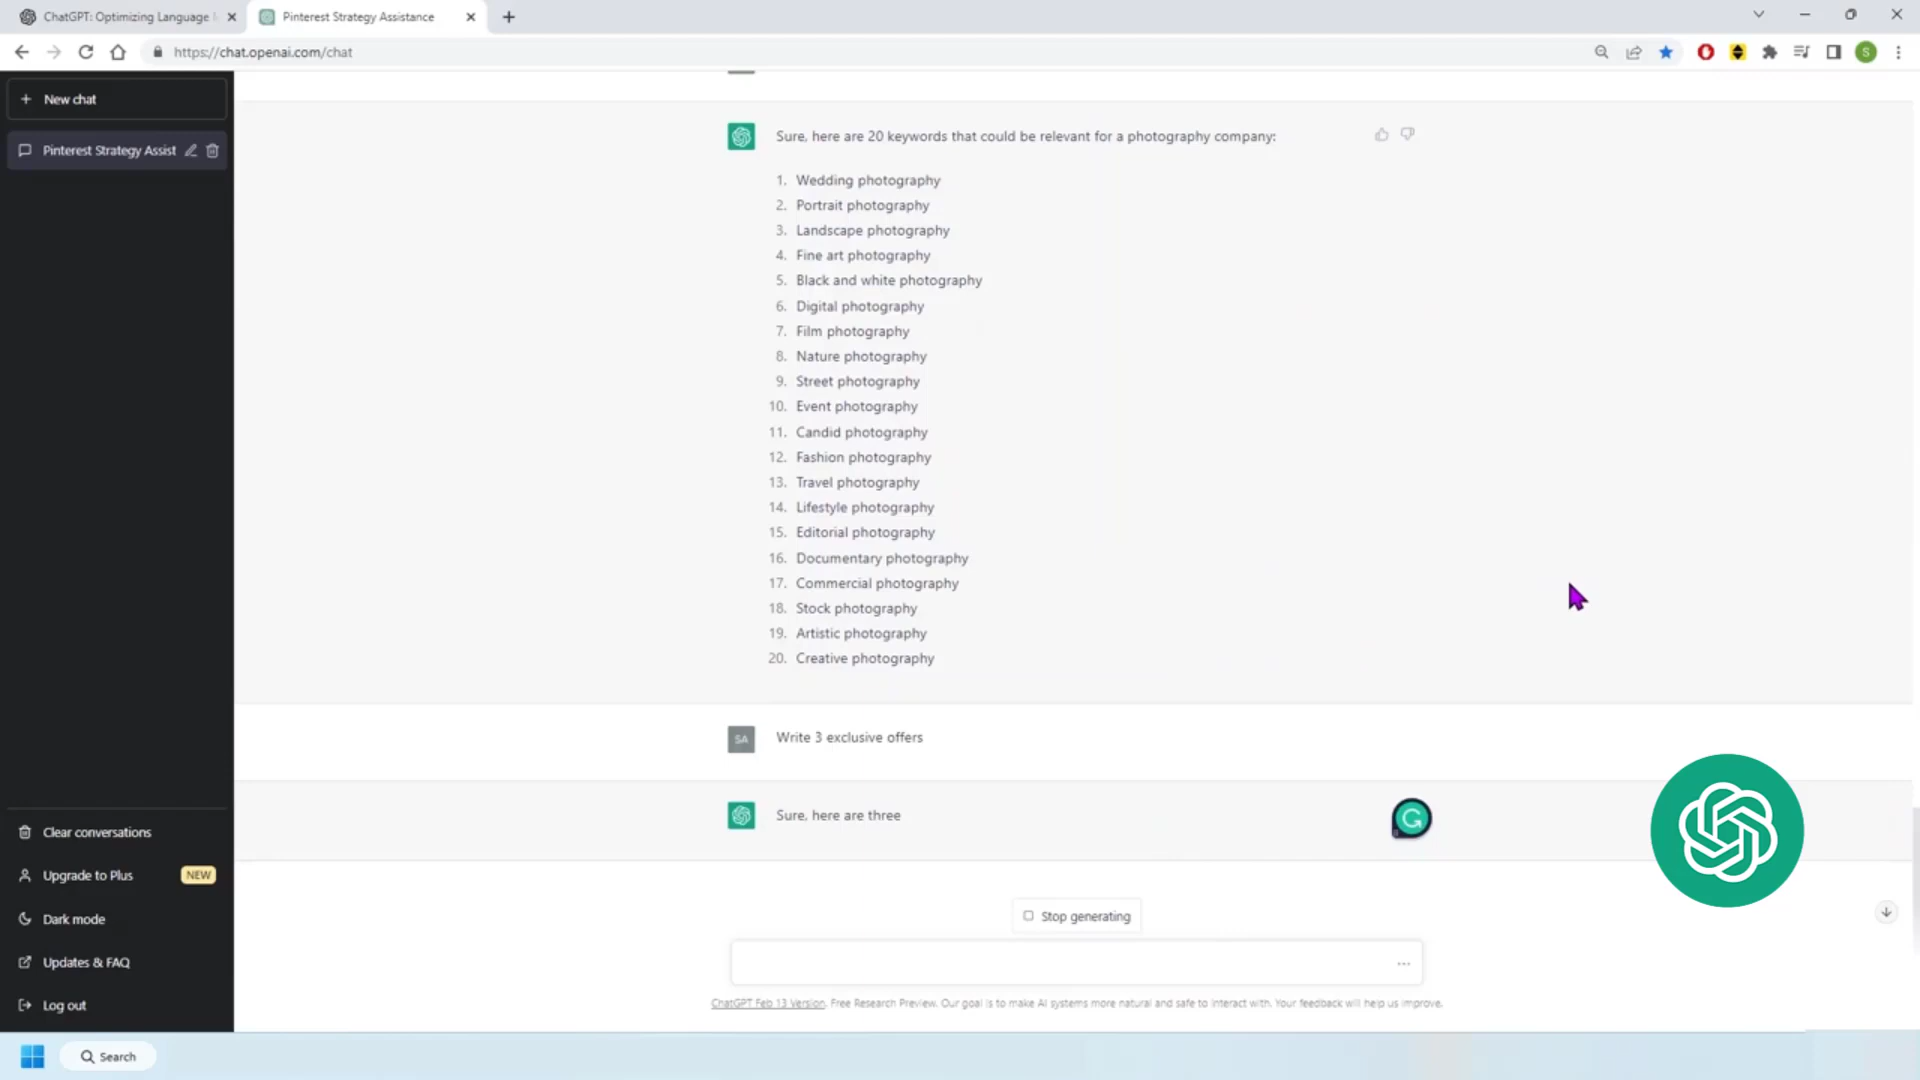 ChatGPT: Optimizing Language
Pinterest Strategy Assistance
https://chat.openai.com/chat
S
New chat
Pinterest Strategy Assist
Sure, here are 20 keywords that could be relevant for a photography company:
1. Wedding photography
2. Portrait photography
3. Landscape photography
4. Fine art photography
5. Black and white photography
6. Digital photography
7. Film photography
8. Nature photography
9. Street photography
10. Event photography
11. Candid photography
12. Fashion photography
13. Travel photography
14. Lifestyle photography
15. Editorial photography
16. Documentary photography
17. Commercial photography
18. Stock photography
19. Artistic photography
20. Creative photography
SA Write 3 exclusive offers
Sure, here are three
Clear conversations
Upgrade to Plus NEW
Dark mode
Updates & FAQ
Log out
Stop generating
ChatGPT Feb 13 Version. Free Research Preview. Our goal is to make AI systems more natural and safe to interact with. Your feedback will help us improve.
Search